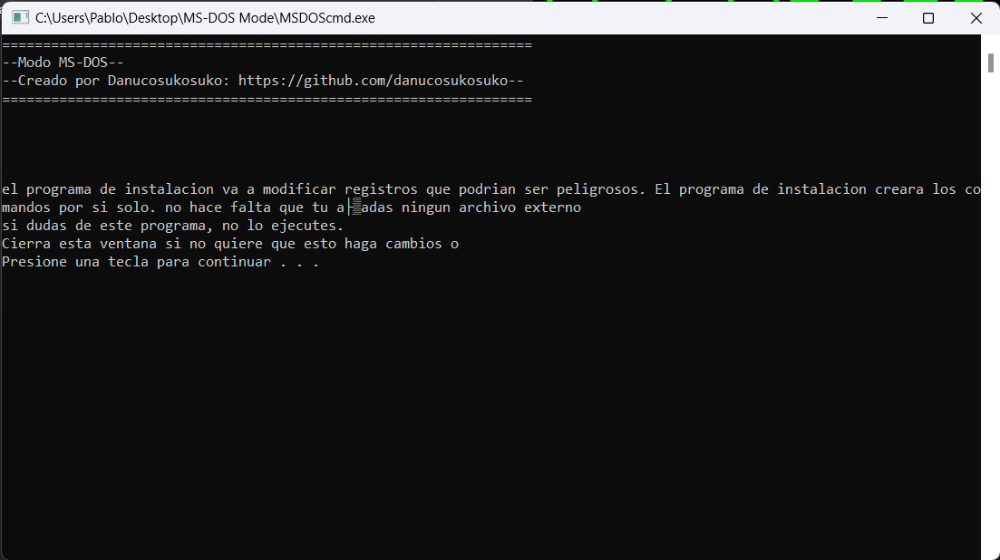 C:\Users\Pablo\Desktop\MS-DOS Mode\MSDOScmd.exe
=================================================================
--Modo MS-DOS--
--Creado por Danucosukosuko: https://github.com/danucosukosuko--
=================================================================
el programa de instalacion va a modificar registros que podrian ser peligrosos. El programa de instalacion creara los co
mandos por si solo. no hace falta que tu a├▒adas ningun archivo externo
si dudas de este programa, no lo ejecutes.
Cierra esta ventana si no quiere que esto haga cambios o
Presione una tecla para continuar . . .